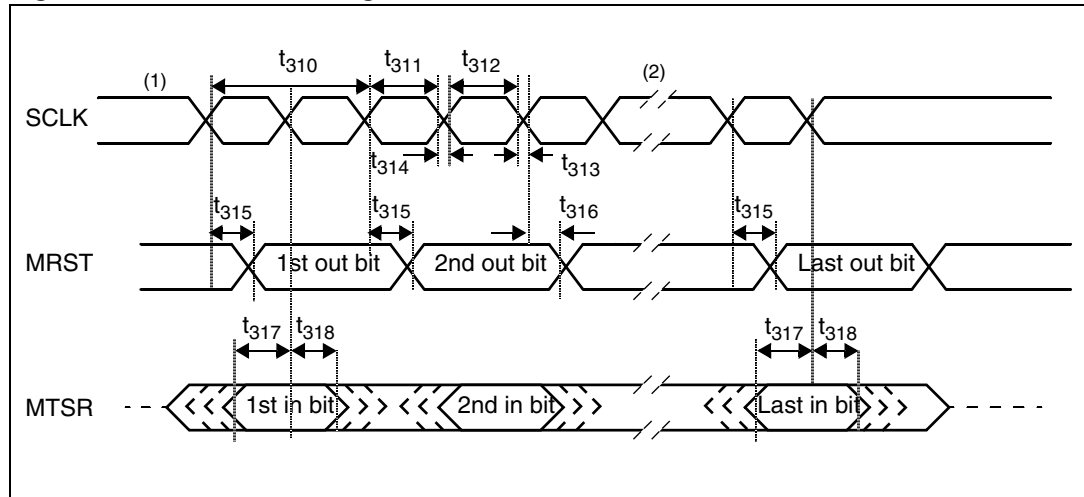 t310 t311 t312
(1) (2)
SCLK
t314 t313
t315 t315 t316 t315
MRST 1st out bit 2nd out bit Last out bit
t317 t318 t317 t318
MTSR 1st in bit 2nd in bit Last in bit